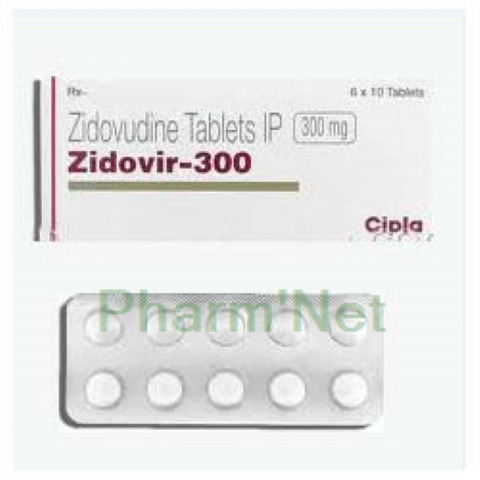 Rx-
6 x 10 Tablets
Zidovudine Tablets IP 300 mg
Zidovir-300
Cipla
Pharm'Net